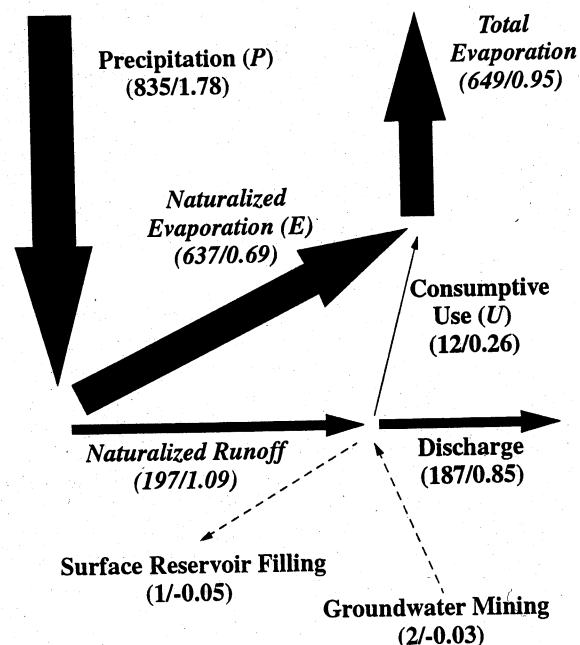 Precipitation (P)
(835/1.78)
Total
Evaporation
(649/0.95)
Naturalized
Evaporation (E)
(637/0.69)
Consumptive
Use (U)
(12/0.26)
Naturalized Runoff
(197/1.09)
Discharge
(187/0.85)
Surface Reservoir Filling
(1/-0.05)
Groundwater Mining
(2/-0.03)